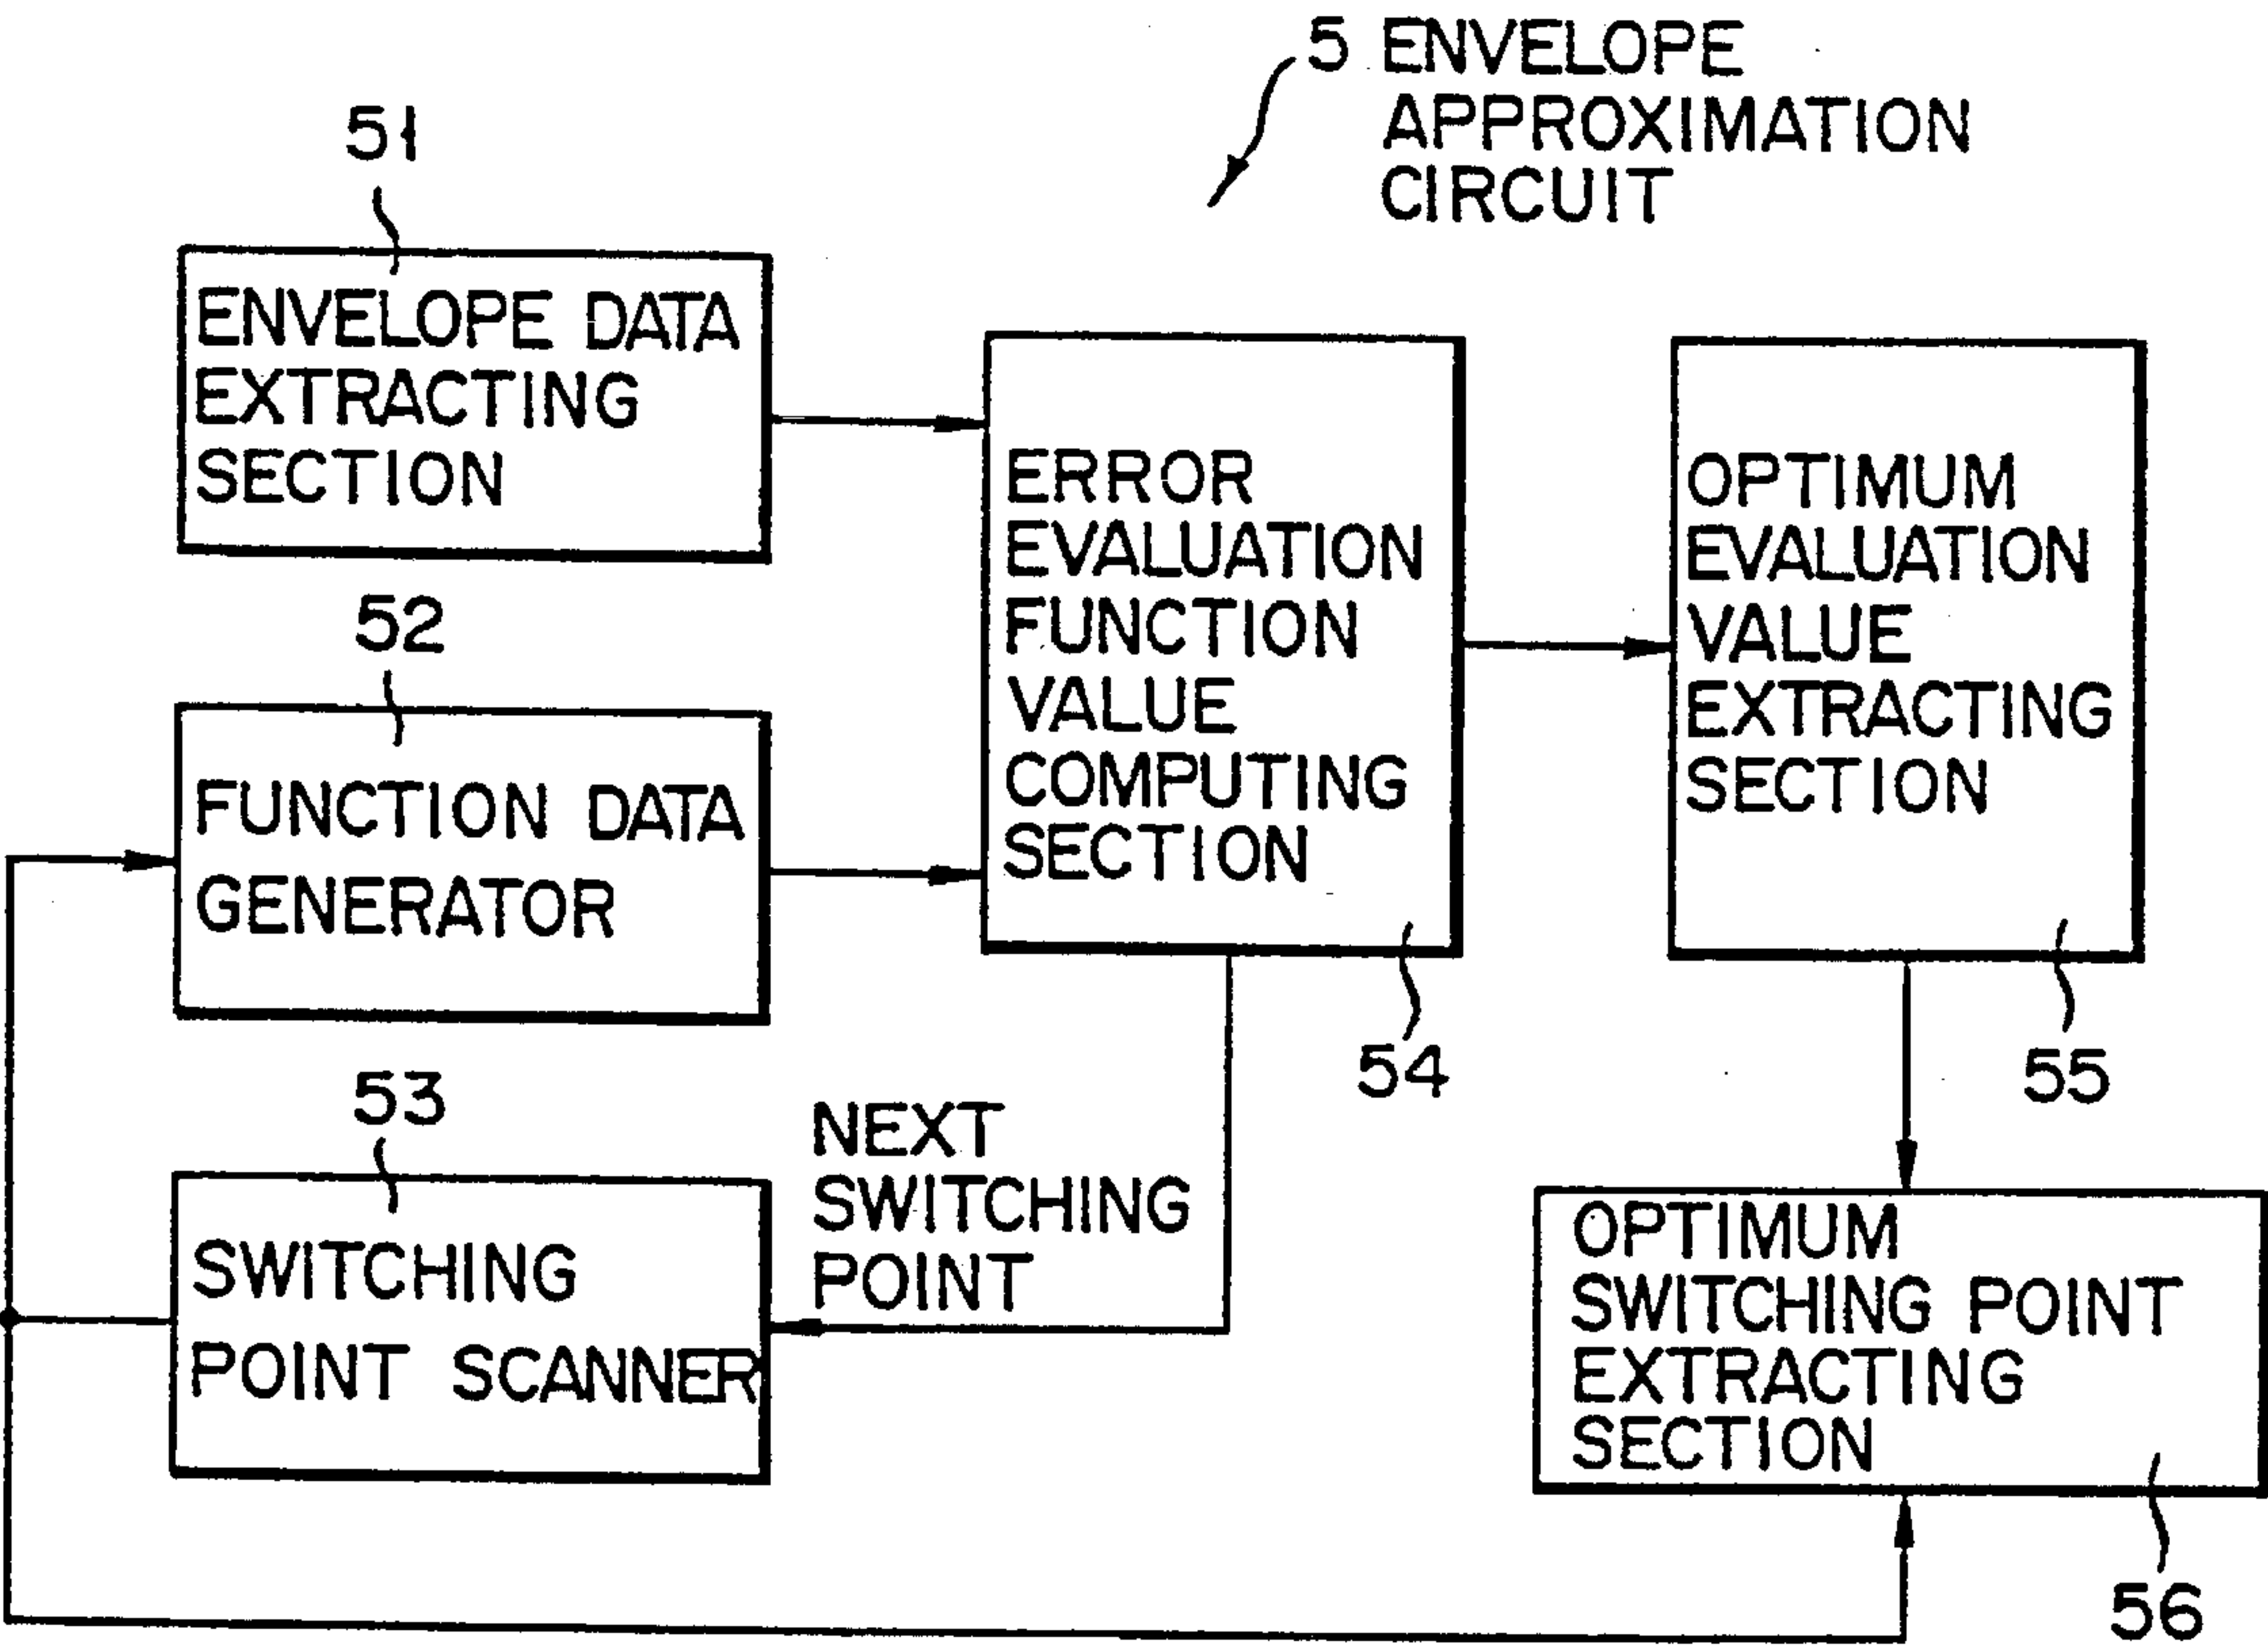 5 ENVELOPE
APPROXIMATION
CIRCUIT
51
ENVELOPE DATA
EXTRACTING
SECTION
52
FUNCTION DATA
GENERATOR
53
SWITCHING
POINT SCANNER
NEXT
SWITCHING
POINT
ERROR
EVALUATION
FUNCTION
VALUE
COMPUTING
SECTION
54
OPTIMUM
EVALUATION
VALUE
EXTRACTING
SECTION
55
OPTIMUM
SWITCHING POINT
EXTRACTING
SECTION
56